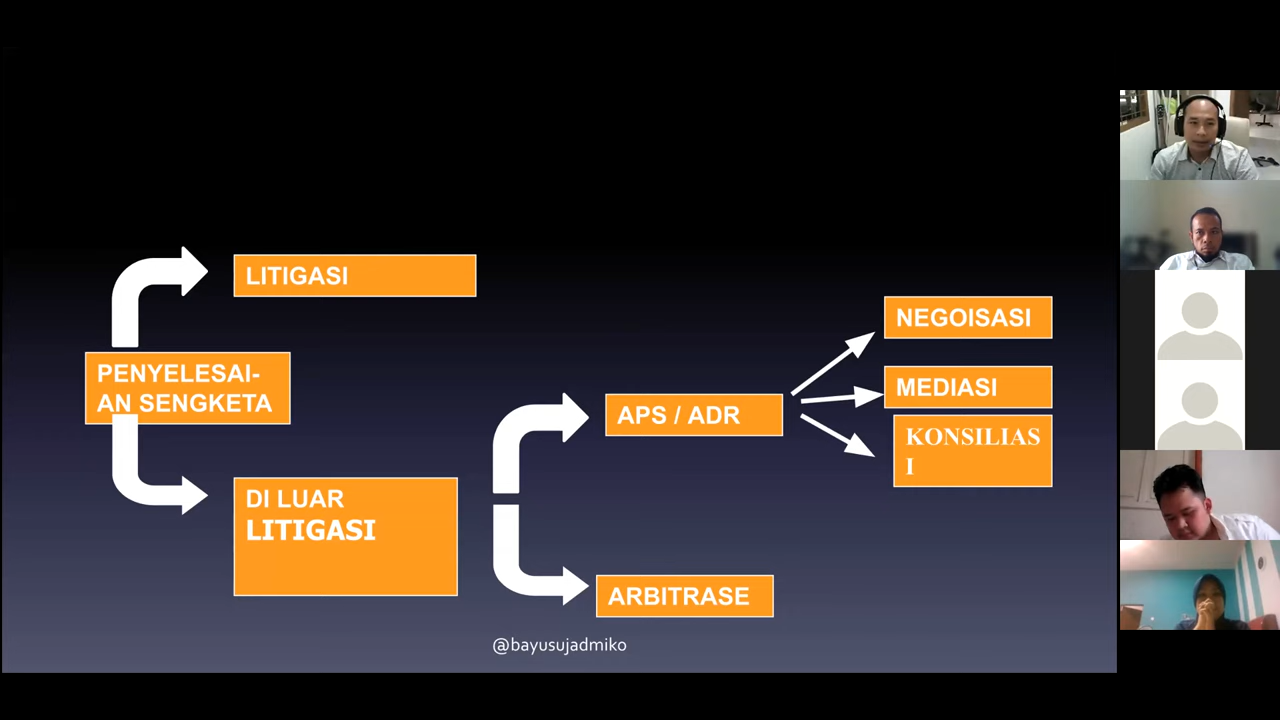 LITIGASI
PENYELESAI-
AN SENGKETA
DI LUAR
LITIGASI
APS / ADR
ARBITRASE
NEGOISASI
MEDIASI
KONSILIAS
I
@bayusujadmiko